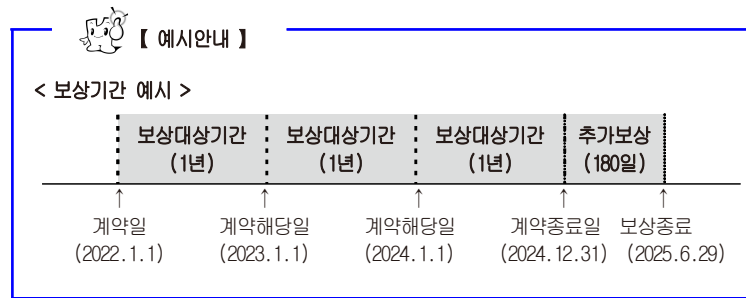 【 예시안내 】
< 보상기간 예시 >
보상대상기간 보상대상기간 보상대상기간 추가보상
(1년) (1년) (1년) (180일)
↑ ↑ ↑ ↑ ↑
계약일 계약해당일 계약해당일 계약종료일 보상종료
(2022.1.1) (2023.1.1) (2024.1.1) (2024.12.31) (2025.6.29)